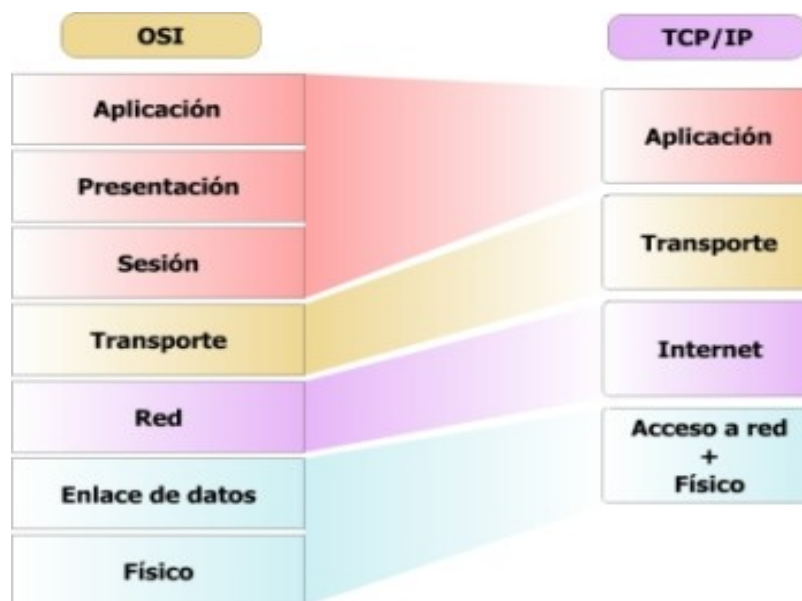 OSI
Aplicación
Presentación
Sesión
Transporte
Red
Enlace de datos
Físico
TCP/IP
Aplicación
Transporte
Internet
Acceso a red
+
Físico